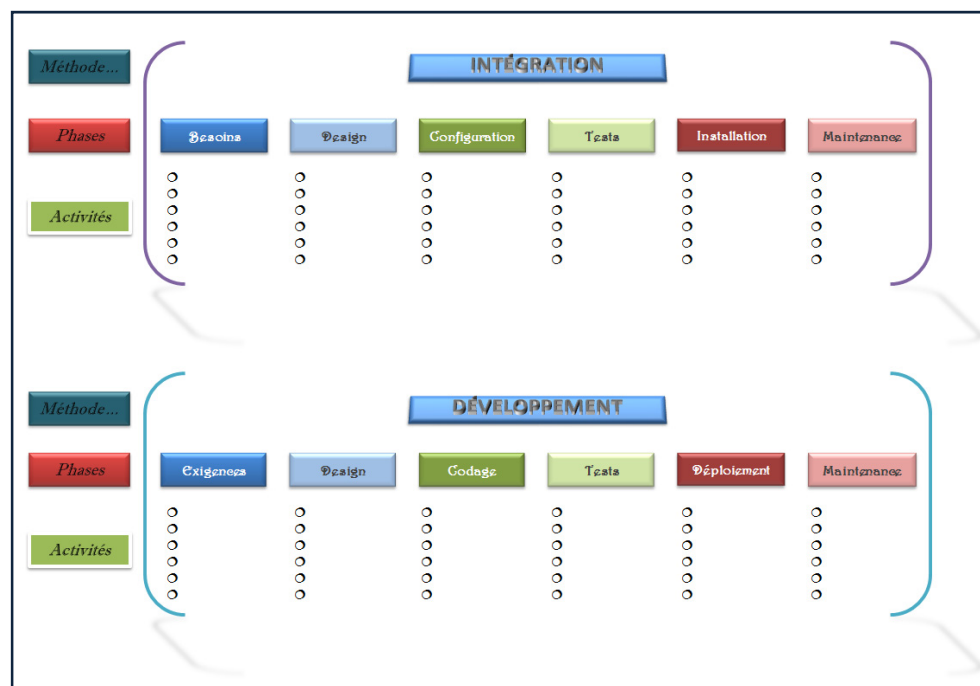 Méthode...
INTÉGRATION
Phases
Besoins
Design
Configuration
Tests
Installation
Maintenance
Activités
Méthode...
DÉVELOPPEMENT
Phases
Exigences
Design
Codage
Tests
Déploiement
Maintenance
Activités